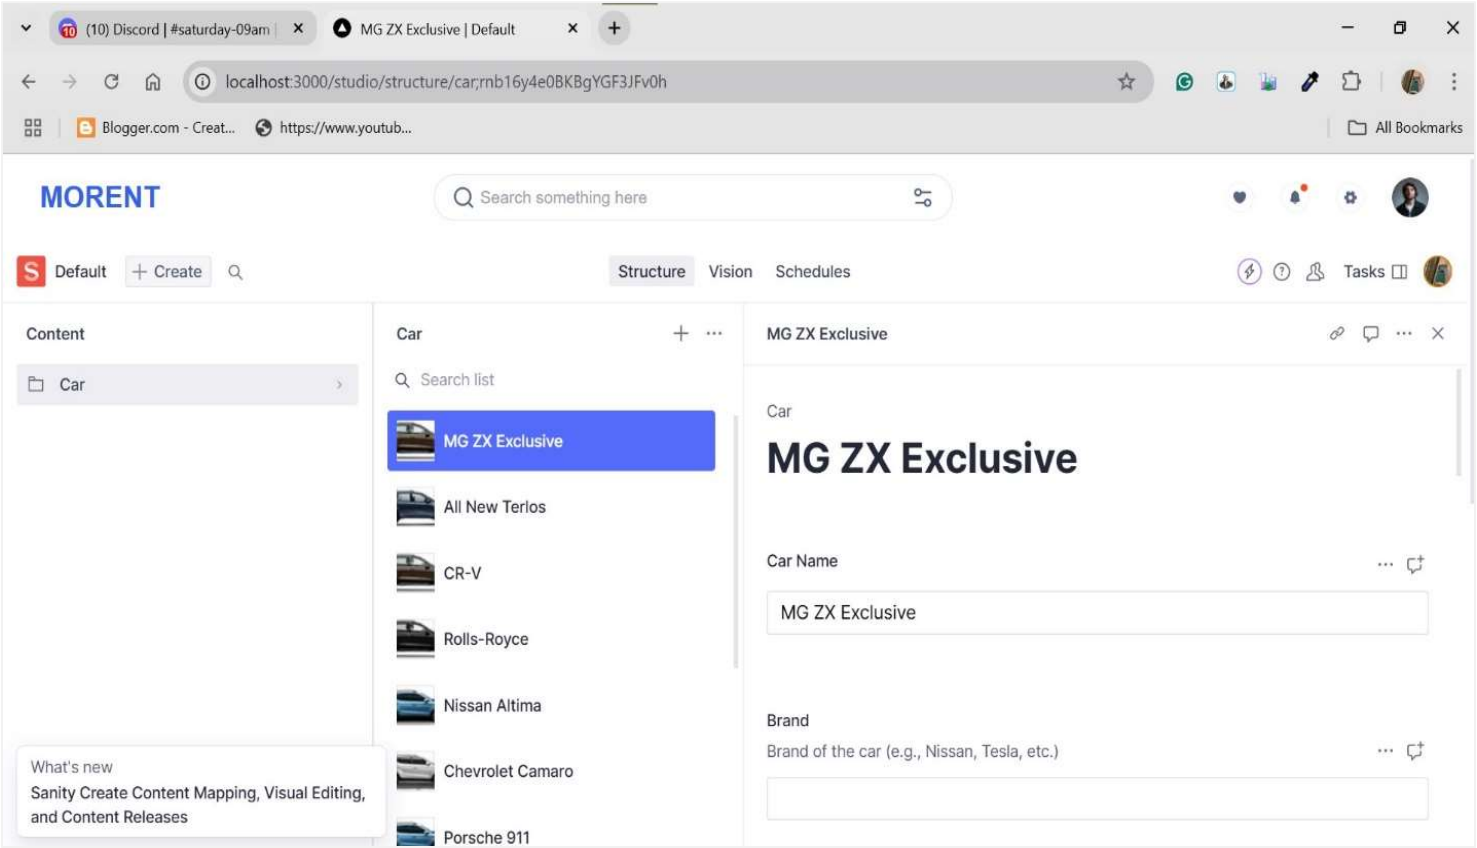 (10) Discord | #saturday-09am |
MG ZX Exclusive | Default
localhost:3000/studio/structure/car;rnb16y4e0BKBgYGF3JFv0h
Blogger.com - Creat...
https://www.youtub...
All Bookmarks
MORENT
Search something here
S Default
+ Create
Structure
Vision
Schedules
Tasks
Content
Car
Car
Search list
MG ZX Exclusive
All New Terlos
CR-V
Rolls-Royce
Nissan Altima
Chevrolet Camaro
Porsche 911
MG ZX Exclusive
Car
MG ZX Exclusive
Car Name
MG ZX Exclusive
Brand
Brand of the car (e.g., Nissan, Tesla, etc.)
What's new
Sanity Create Content Mapping, Visual Editing,
and Content Releases